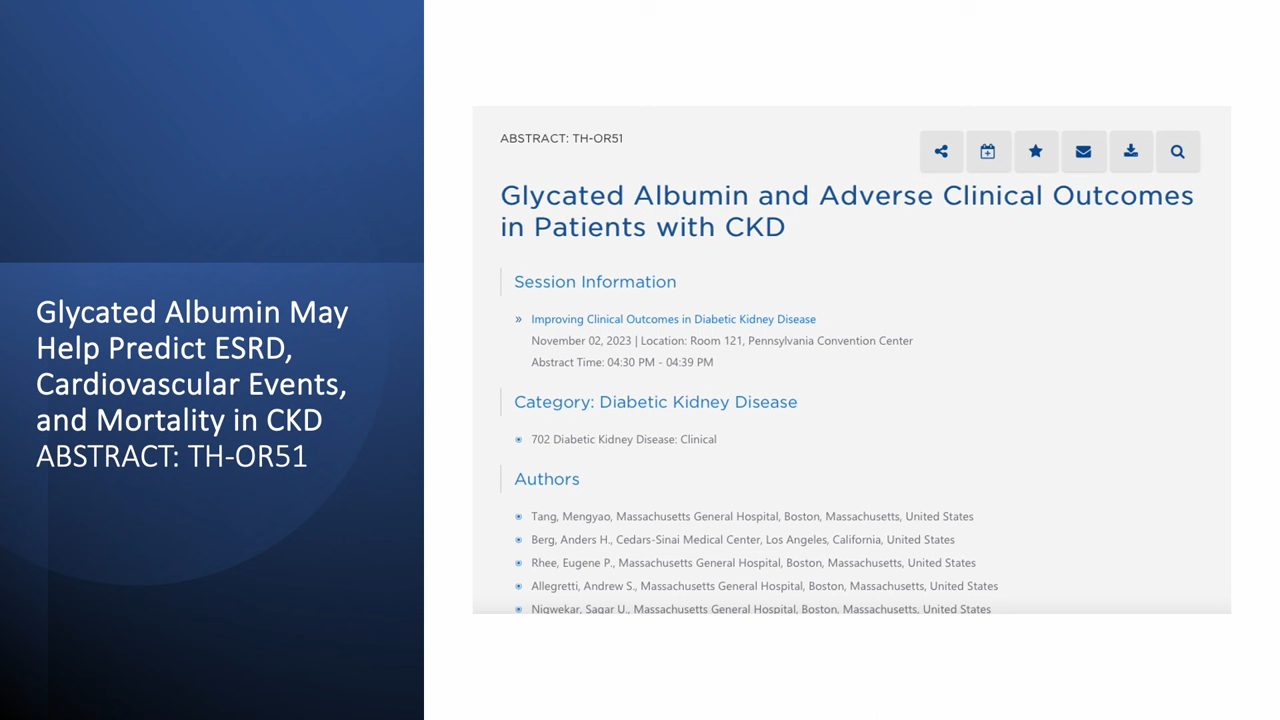 Glycated Albumin May
Help Predict ESRD,
Cardiovascular Events,
and Mortality in CKD
ABSTRACT: TH-OR51
ABSTRACT: TH-OR51
Glycated Albumin and Adverse Clinical Outcomes
in Patients with CKD
Session Information
» Improving Clinical Outcomes in Diabetic Kidney Disease
November 02, 2023 | Location: Room 121, Pennsylvania Convention Center
Abstract Time: 04:30 PM - 04:39 PM
Category: Diabetic Kidney Disease
702 Diabetic Kidney Disease: Clinical
Authors
Tang, Mengyao, Massachusetts General Hospital, Boston, Massachusetts, United States
Berg, Anders H., Cedars-Sinai Medical Center, Los Angeles, California, United States
Rhee, Eugene P., Massachusetts General Hospital, Boston, Massachusetts, United States
Allegretti, Andrew S., Massachusetts General Hospital, Boston, Massachusetts, United States
Nigwekar, Sagar U., Massachusetts General Hospital, Boston, Massachusetts, United States